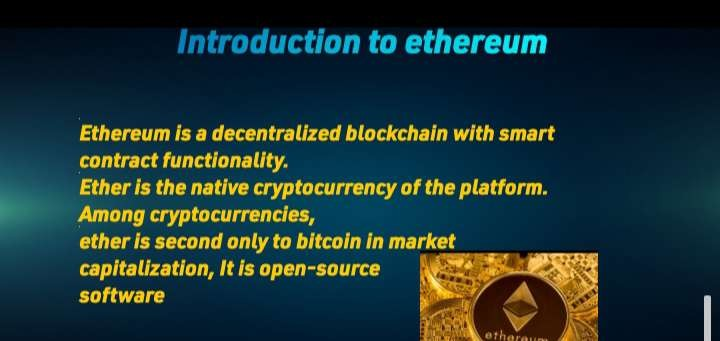 Introduction to ethereum
Ethereum is a decentralized blockchain with smart
contract functionality.
Ether is the native cryptocurrency of the platform.
Among cryptocurrencies,
ether is second only to bitcoin in market
capitalization, It is open-source
software
ethereum